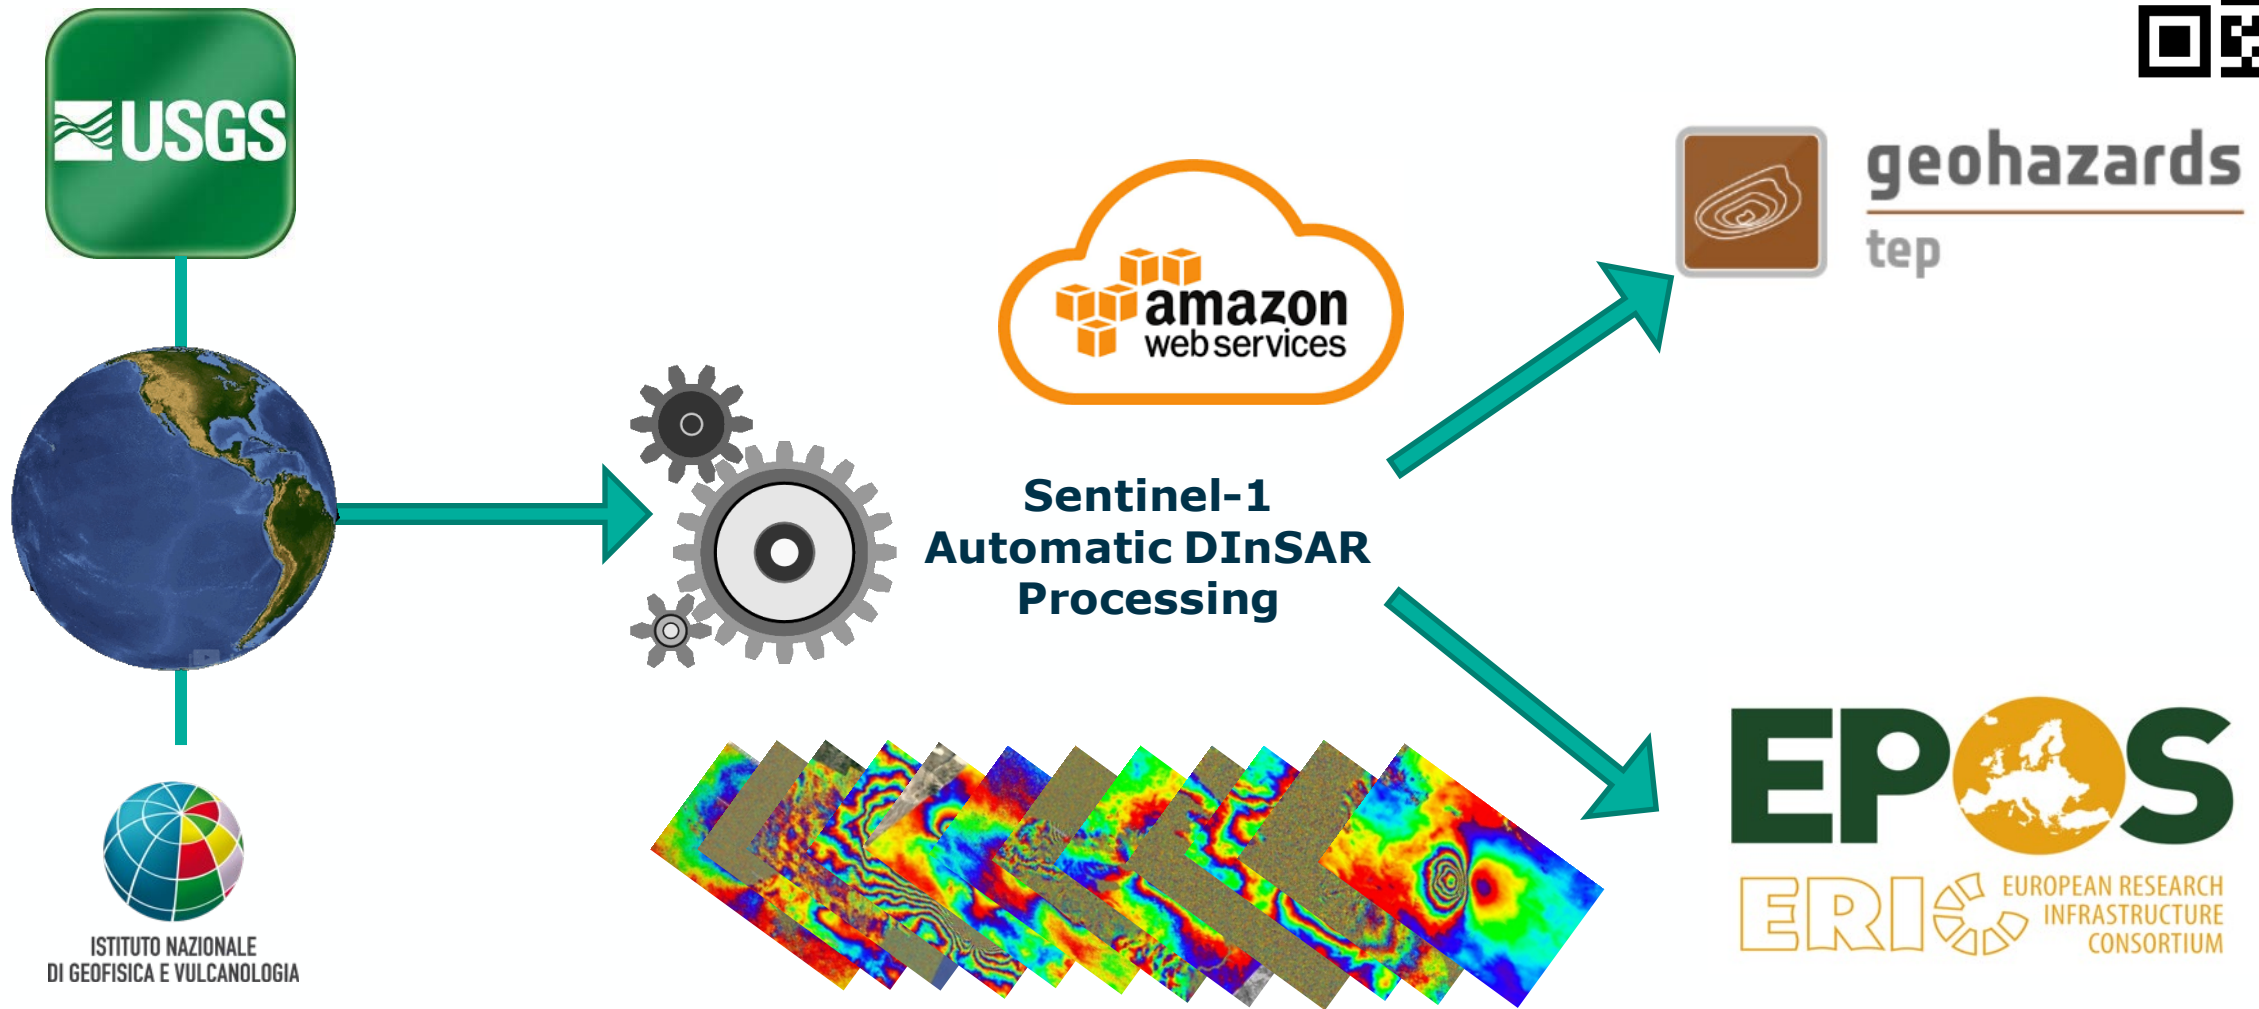 USGS
amazon
web services
geohazards
tep
Sentinel-1
Automatic DInSAR
Processing
EPOS
ERIC
EUROPEAN RESEARCH
INFRASTRUCTURE
CONSORTIUM
ISTITUTO NAZIONALE
DI GEOFISICA E VULCANOLOGIA